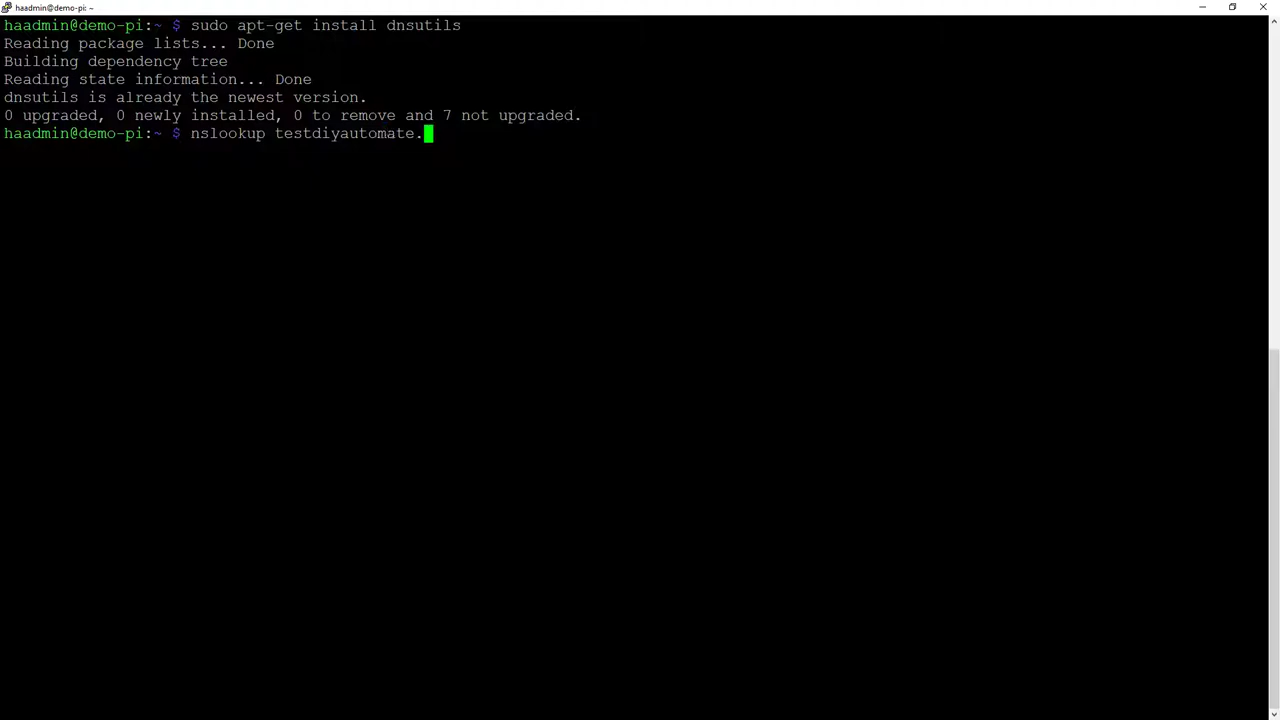 haadmin@demo-pi: ~
haadmin@demo-pi:~ $ sudo apt-get install dnsutils
Reading package lists... Done
Building dependency tree
Reading state information... Done
dnsutils is already the newest version.
0 upgraded, 0 newly installed, 0 to remove and 7 not upgraded.
haadmin@demo-pi:~ $ nslookup testdiyautomate.